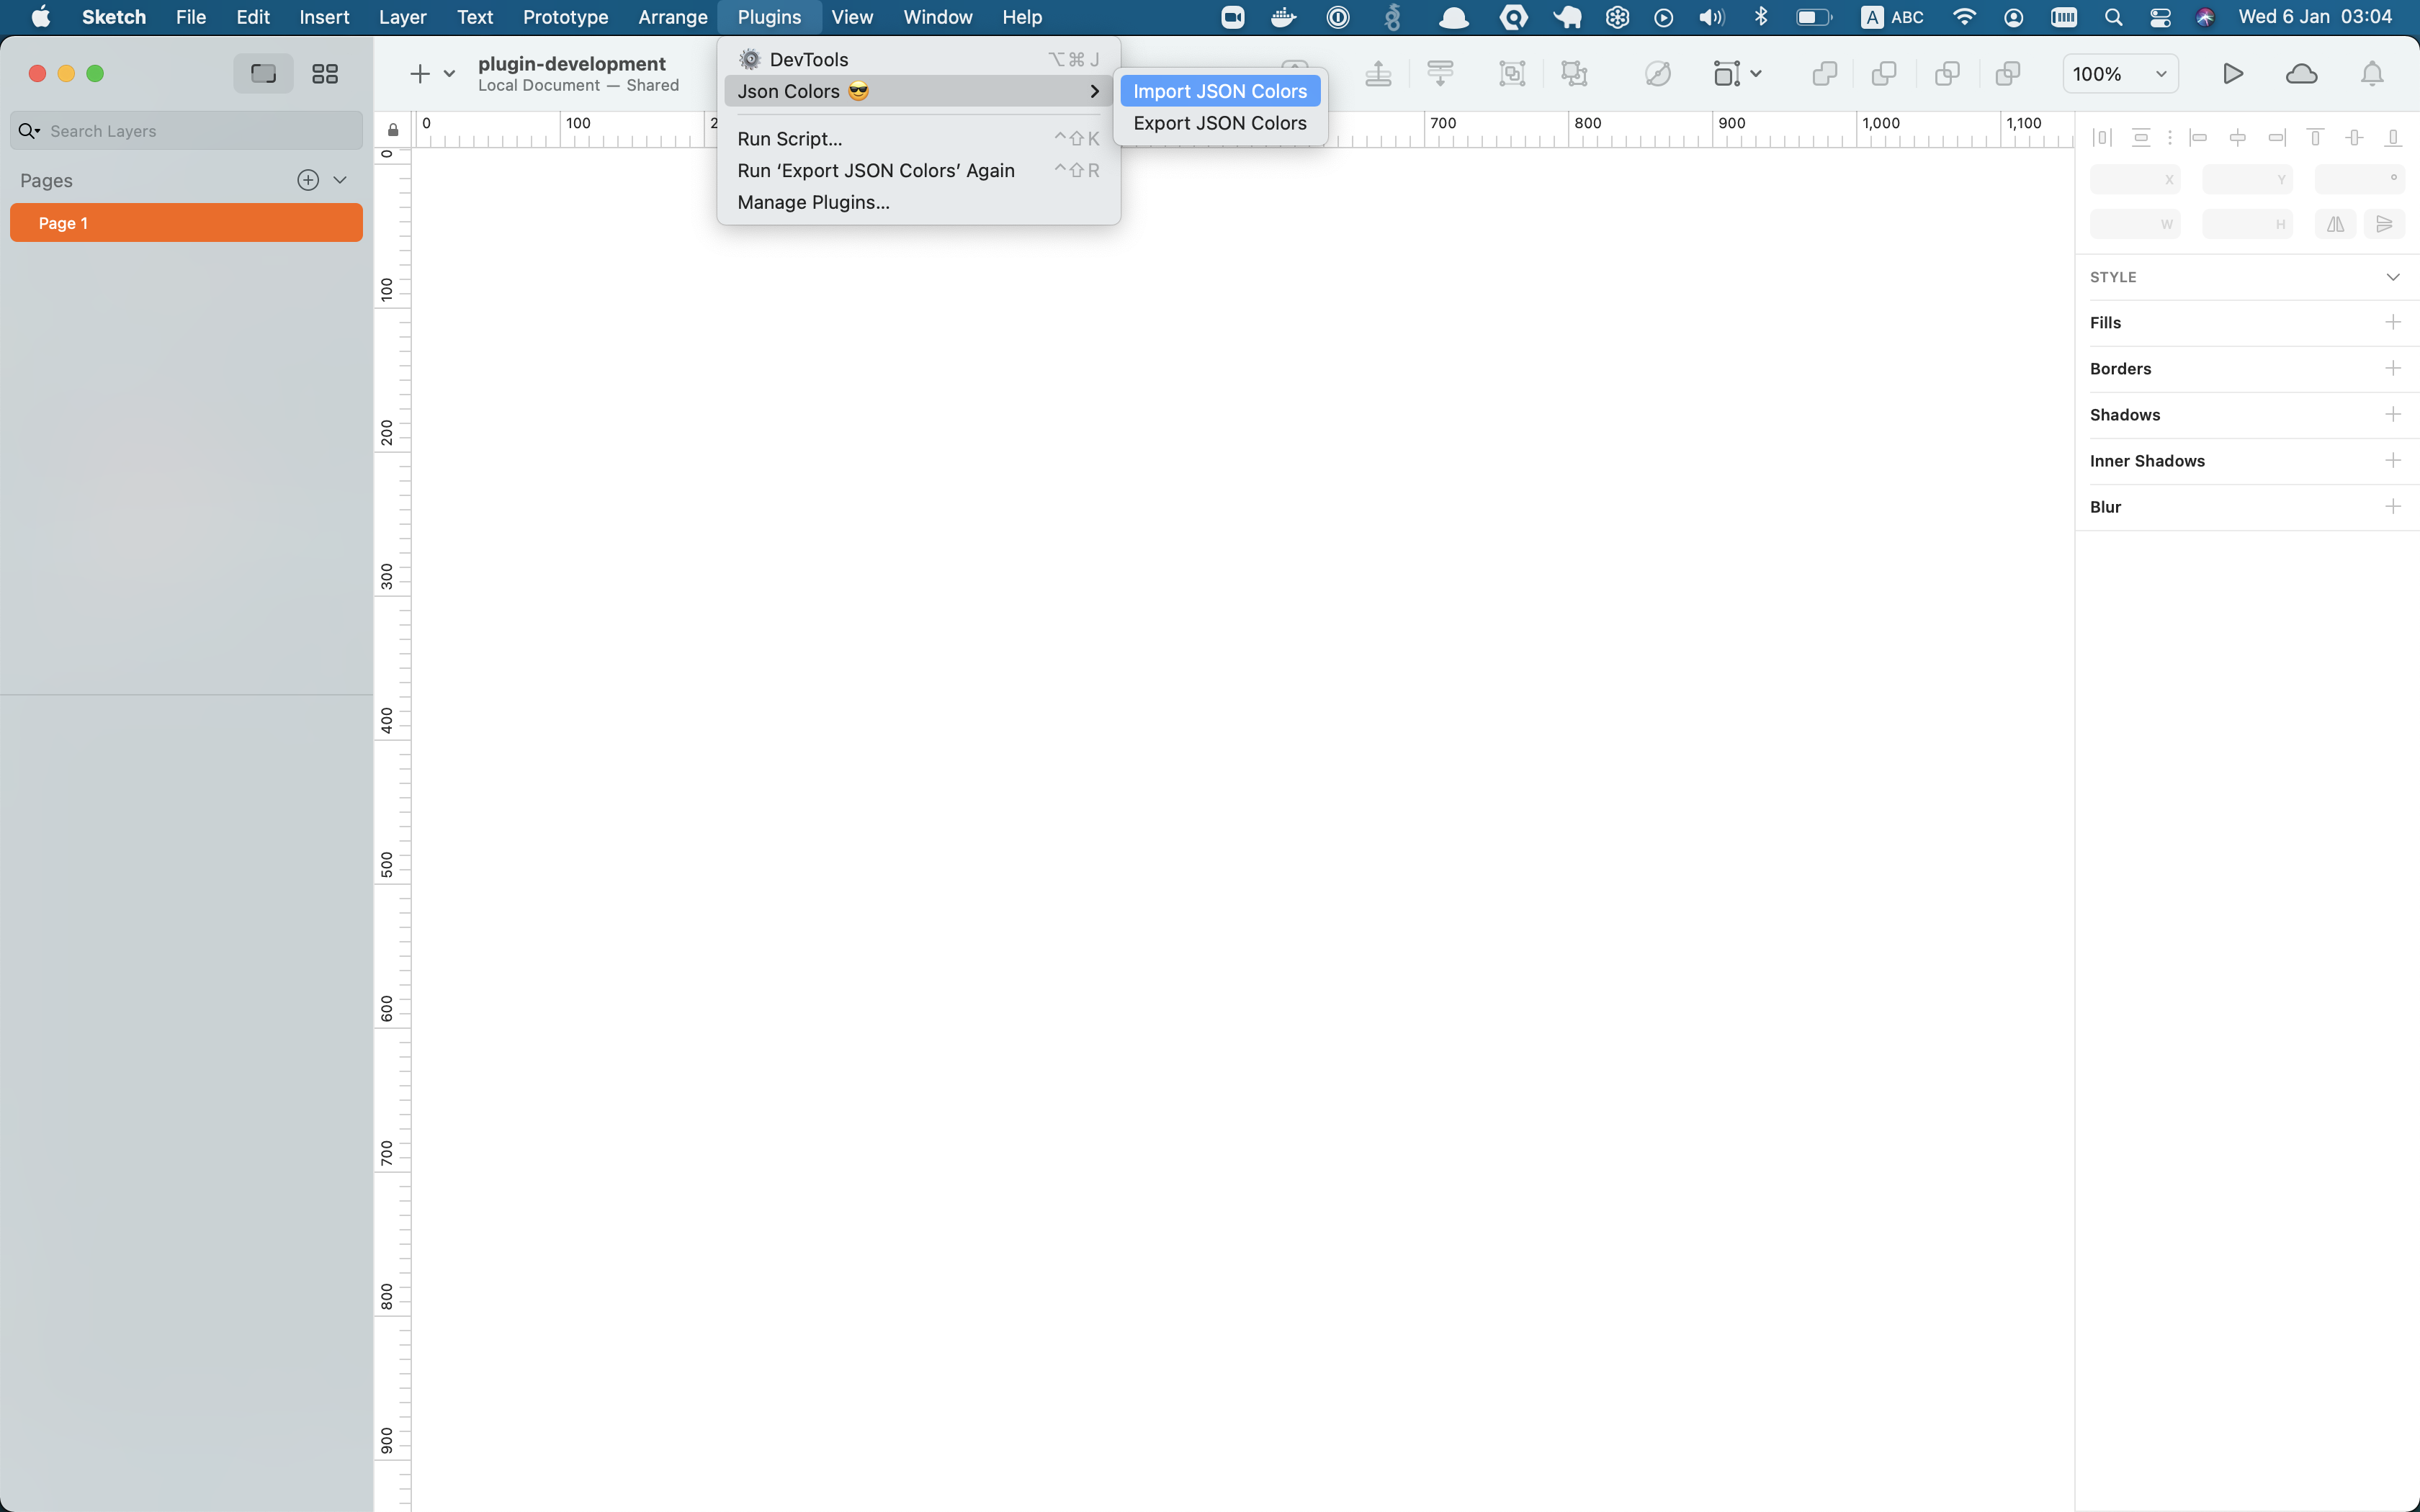 Sketch File Edit Insert Layer Text Prototype Arrange Plugins View Window Help A ABC Wed 6 Jan 03:04
plugin-development
Local Document — Shared
100%
DevTools ⌥⌘J
Json Colors 😎
Run Script... ^⇧K
Run ‘Export JSON Colors’ Again ^⇧R
Manage Plugins...
Import JSON Colors
Export JSON Colors
Search Layers
Pages
Page 1
0 100 2 700 800 900 1,000 1,100
0
100
200
300
400
500
600
700
800
900
X Y °
W H
STYLE
Fills
Borders
Shadows
Inner Shadows
Blur